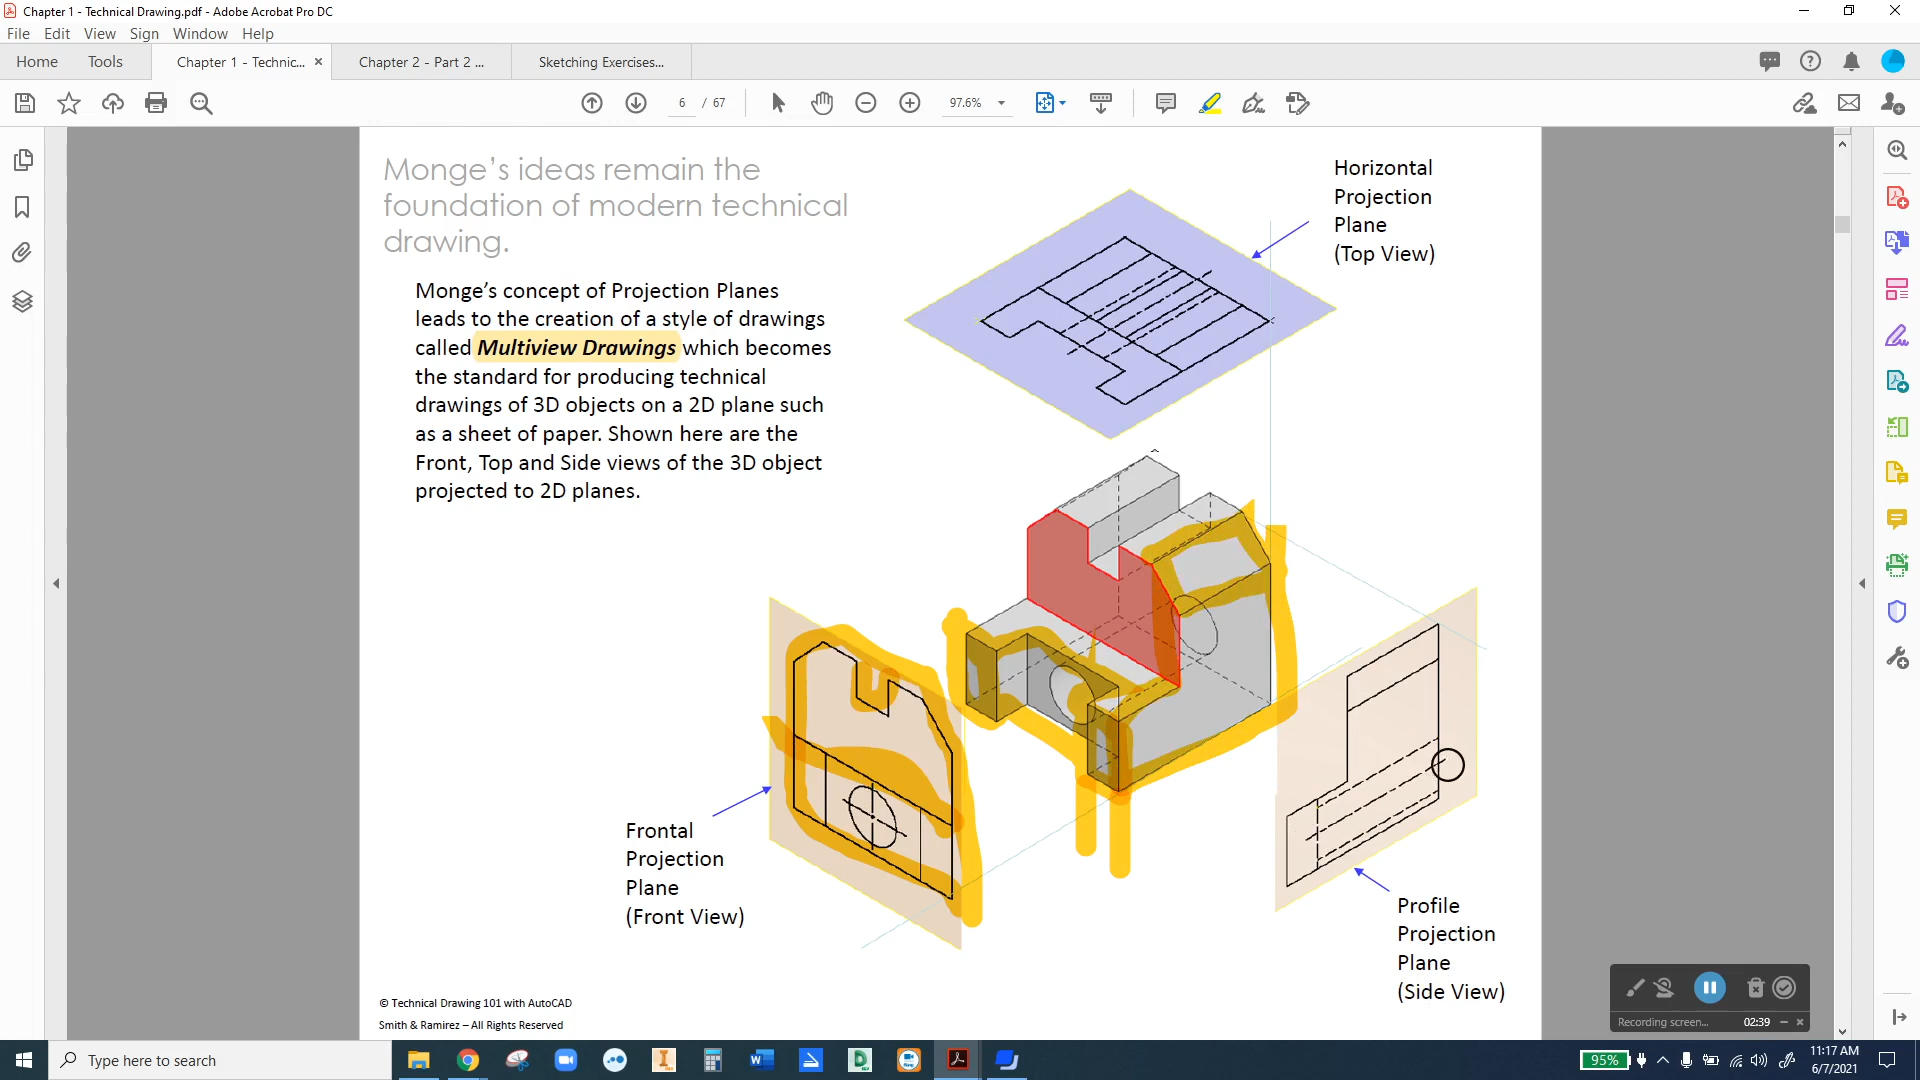 Chapter 1 - Technical Drawing.pdf - Adobe Acrobat Pro DC
File Edit View Sign Window Help
Home Tools Chapter 1 - Technic... × Chapter 2 - Part 2 ... Sketching Exercises...
6 / 67 97.6%
Monge's ideas remain the
foundation of modern technical
drawing.
Monge's concept of Projection Planes
leads to the creation of a style of drawings
called Multiview Drawings which becomes
the standard for producing technical
drawings of 3D objects on a 2D plane such
as a sheet of paper. Shown here are the
Front, Top and Side views of the 3D object
projected to 2D planes.
Horizontal
Projection
Plane
(Top View)
Frontal
Projection
Plane
(Front View)
Profile
Projection
Plane
(Side View)
© Technical Drawing 101 with AutoCAD
Smith & Ramirez – All Rights Reserved
Recording screen... 02:39
Type here to search
95%
11:17 AM
6/7/2021